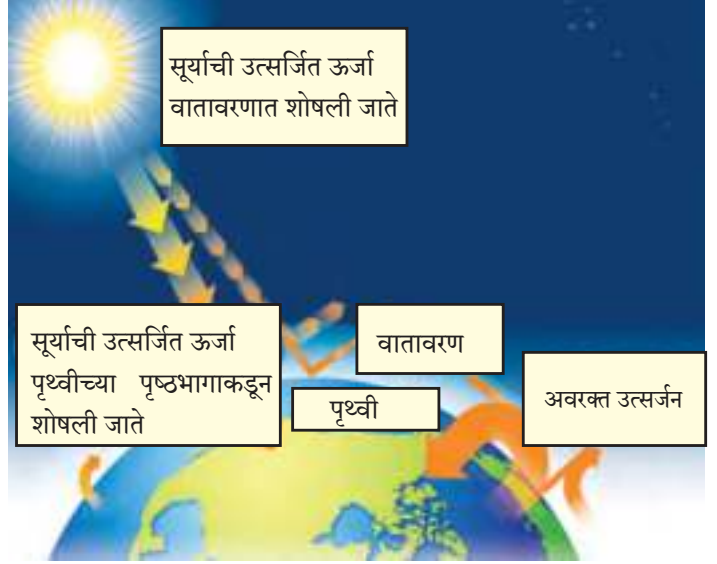 सूर्याची उत्सर्जित ऊर्जा
वातावरणात शोषली जाते
सूर्याची उत्सर्जित ऊर्जा
पृथ्वीच्या पृष्ठभागाकडून
शोषली जाते
वातावरण
पृथ्वी
अवरक्त उत्सर्जन